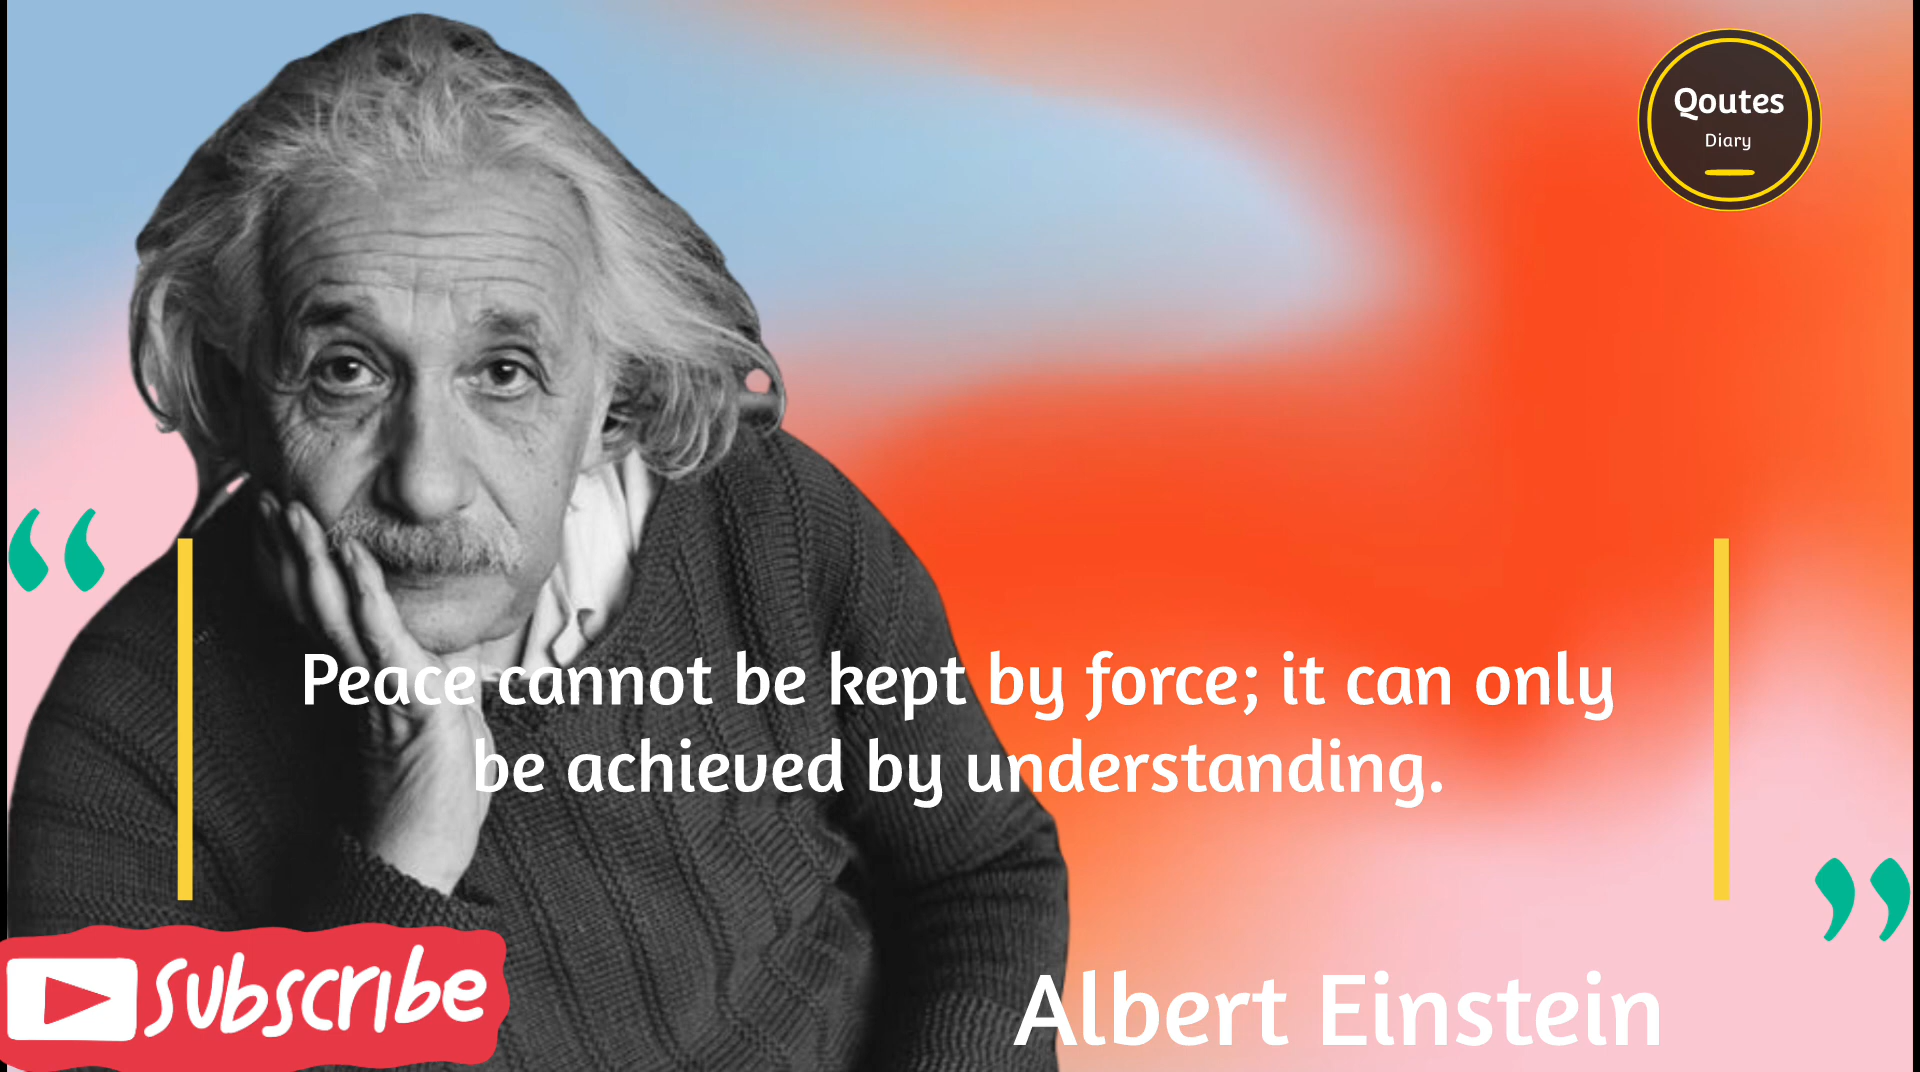 Qoutes
Diary
“
Peace cannot be kept by force; it can only
be achieved by understanding.
”
Albert Einstein
Subscribe